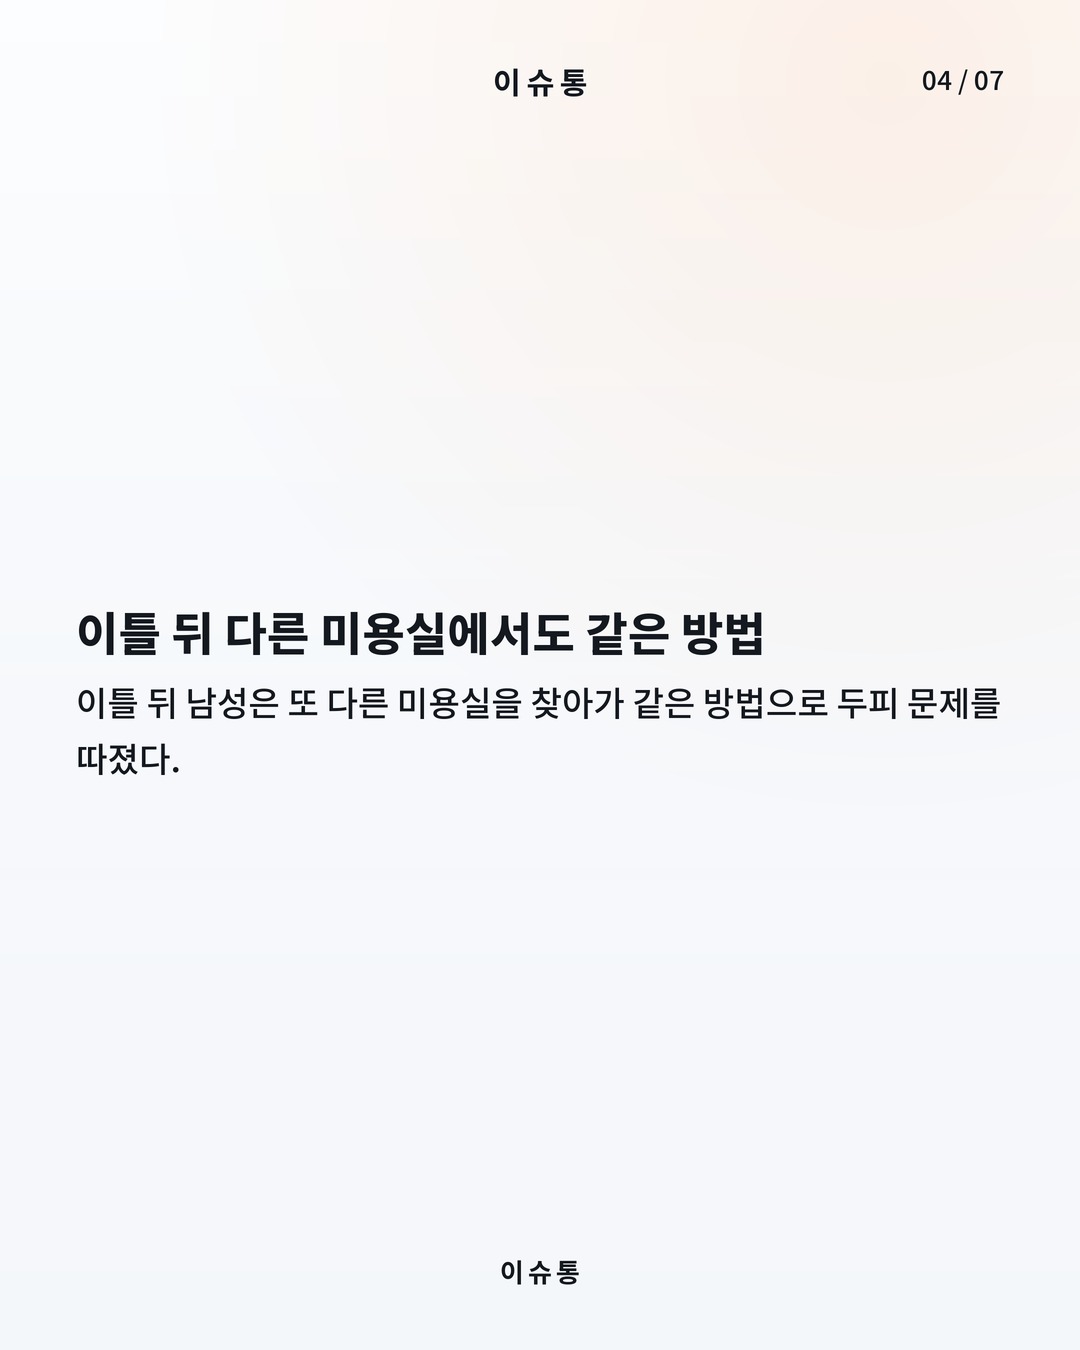 이슈통
04 / 07
이틀 뒤 다른 미용실에서도 같은 방법
이틀 뒤 남성은 또 다른 미용실을 찾아가 같은 방법으로 두피 문제를
따졌다.
이슈통